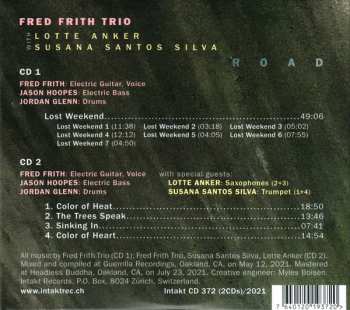 FRED FRITH TRIO
WITH LOTTE ANKER
SUSANA SANTOS SILVA
ROAD
CD 1
FRED FRITH: Electric Guitar, Voice
JASON HOOPES: Electric Bass
JORDAN GLENN: Drums
Lost Weekend 49:06
Lost Weekend 1 (11:38) Lost Weekend 2 (03:18) Lost Weekend 3 (05:02)
Lost Weekend 4 (12:12) Lost Weekend 5 (04:05) Lost Weekend 6 (07:55)
Lost Weekend 7 (04:50)
CD 2
FRED FRITH: Electric Guitar, Voice with special guests:
JASON HOOPES: Electric Bass LOTTE ANKER: Saxophones (2+3)
JORDAN GLENN: Drums SUSANA SANTOS SILVA: Trumpet (1+4)
1. Color of Heat 18:50
2. The Trees Speak 13:46
3. Sinking In 07:41
4. Color of Heart 14:54
All music by Fred Frith Trio (CD 1); Fred Frith Trio, Susana Santos Silva, Lotte Anker (CD 2).
Mixed and compiled at Guerrilla Recordings, Oakland, CA, on May 12, 2021. Mastered
at Headless Buddha, Oakland, CA, on July 23, 2021. Creative engineer: Myles Boisen.
Intakt Records, P.O. Box, 8024 Zürich, Switzerland.
www.intaktrec.ch Intakt CD 372 (2CDs)/2021
7 640120 193720